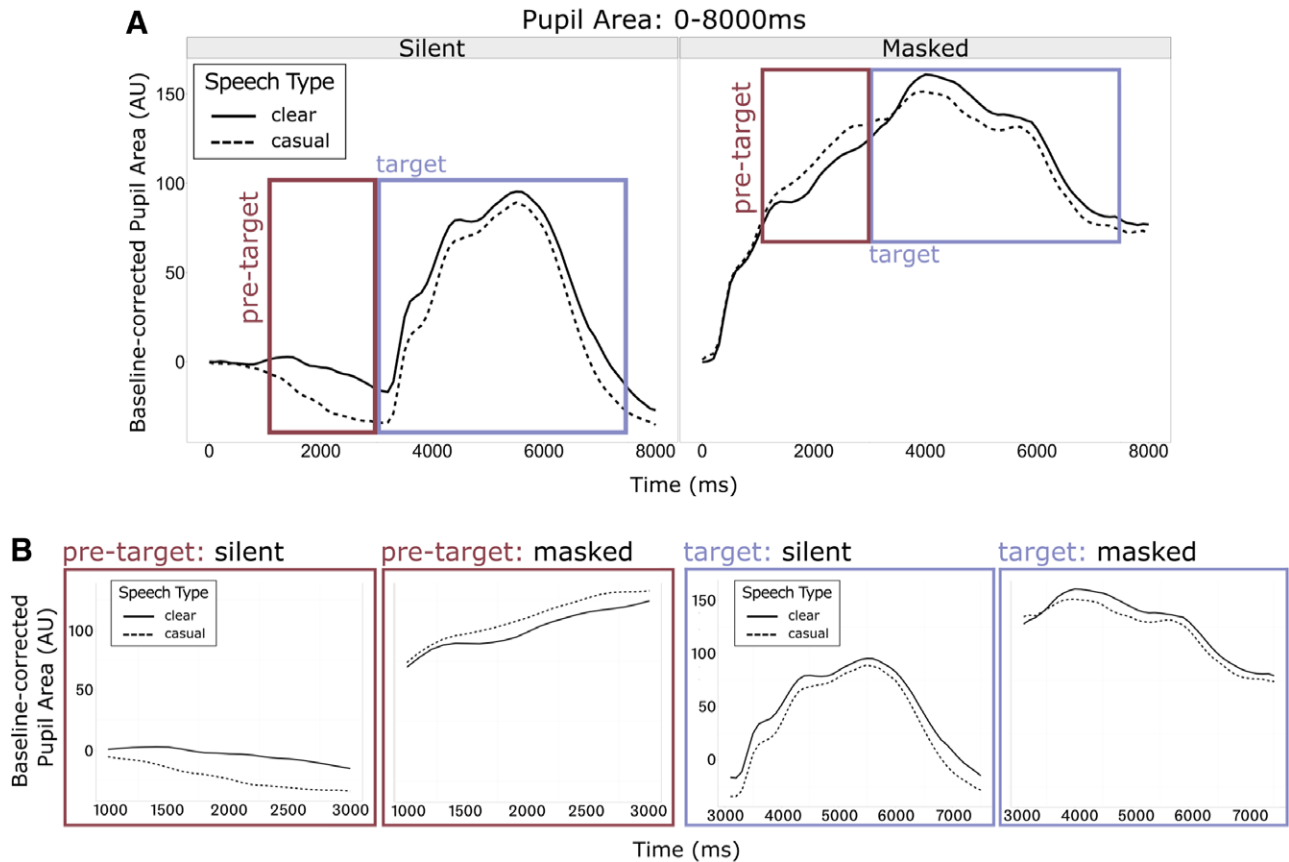 A
Pupil Area: 0-8000ms
Silent
Masked
Baseline-corrected Pupil Area (AU)
150
100
50
0
Speech Type
clear
casual
pre-target
target
pre-target
target
0 2000 4000 6000 8000
0 2000 4000 6000 8000
Time (ms)
B
pre-target: silent
pre-target: masked
target: silent
target: masked
Baseline-corrected
Pupil Area (AU)
100
50
0
Speech Type
clear
casual
1000 1500 2000 2500 3000
1000 1500 2000 2500 3000
150
100
50
0
Speech Type
clear
casual
3000 4000 5000 6000 7000
3000 4000 5000 6000 7000
Time (ms)